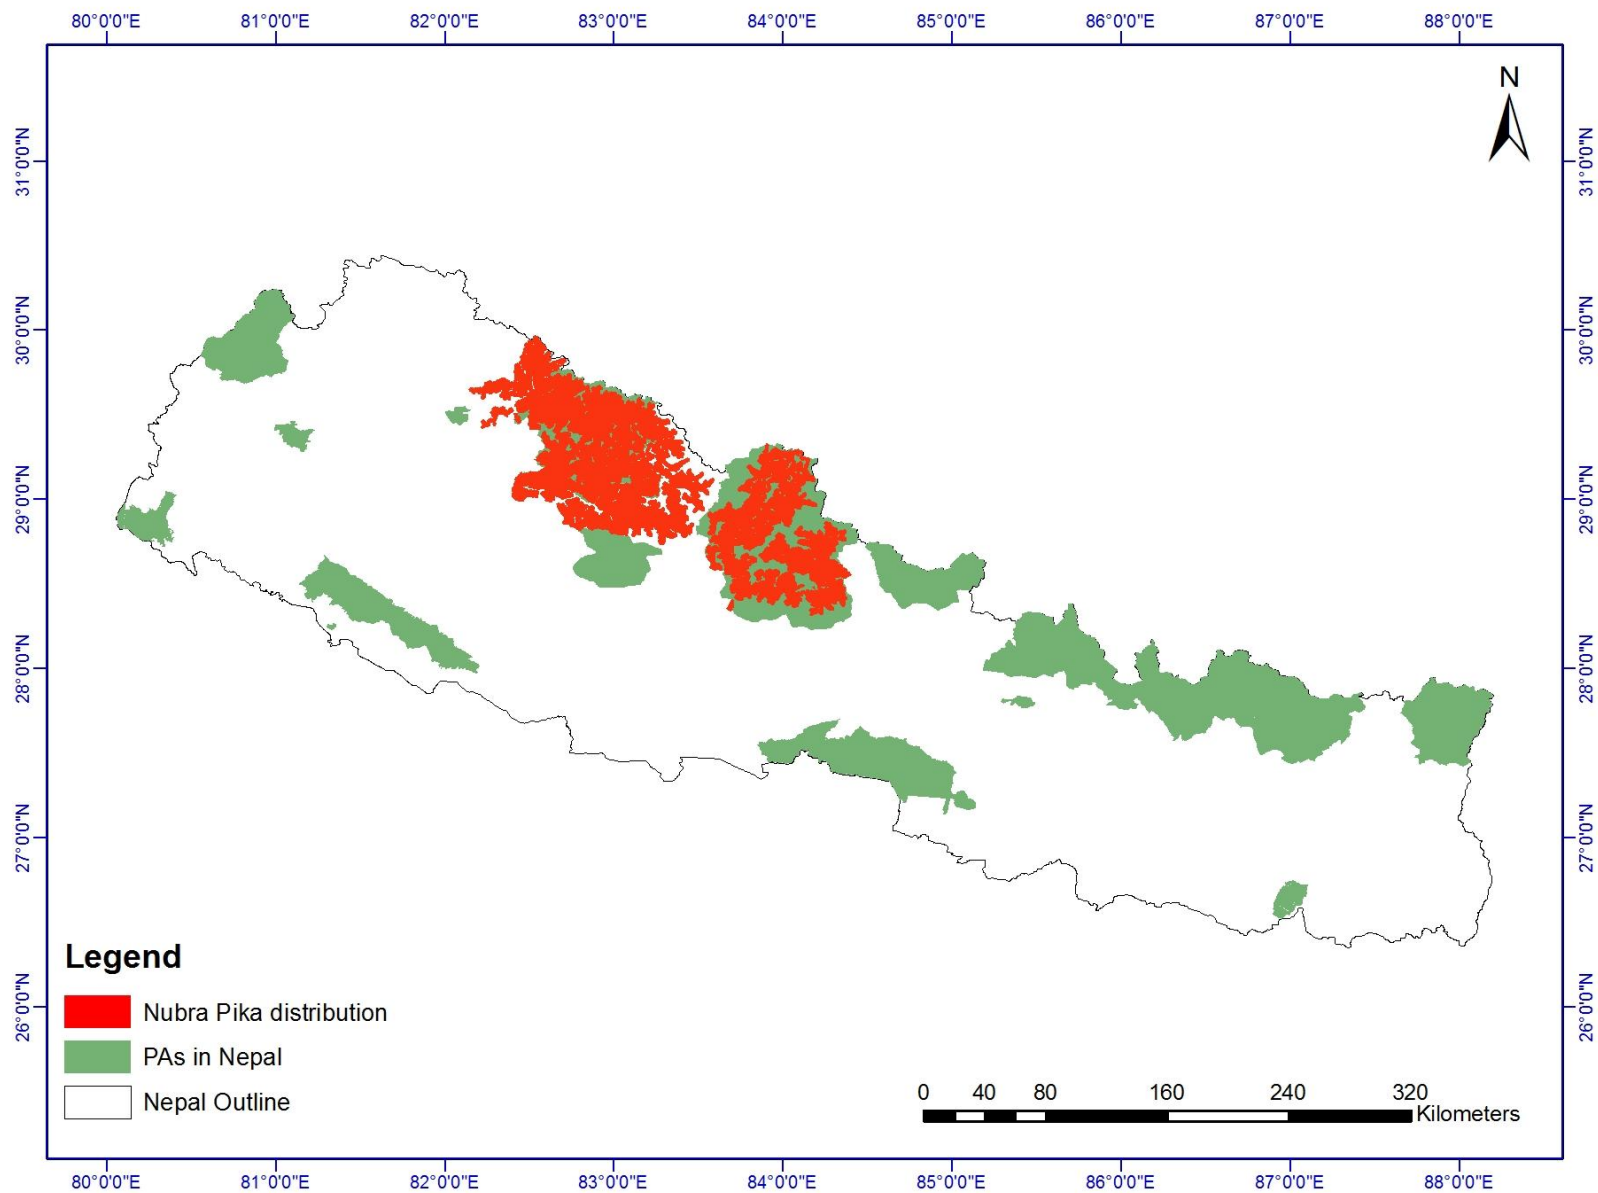 80°0'0"E 81°0'0"E 82°0'0"E 83°0'0"E 84°0'0"E 85°0'0"E 86°0'0"E 87°0'0"E 88°0'0"E
N
31°0'0"N 31°0'0"N
30°0'0"N 30°0'0"N
29°0'0"N 29°0'0"N
28°0'0"N 28°0'0"N
27°0'0"N 27°0'0"N
26°0'0"N 26°0'0"N
Legend
Nubra Pika distribution
PAs in Nepal
Nepal Outline
0 40 80 160 240 320
Kilometers
80°0'0"E 81°0'0"E 82°0'0"E 83°0'0"E 84°0'0"E 85°0'0"E 86°0'0"E 87°0'0"E 88°0'0"E